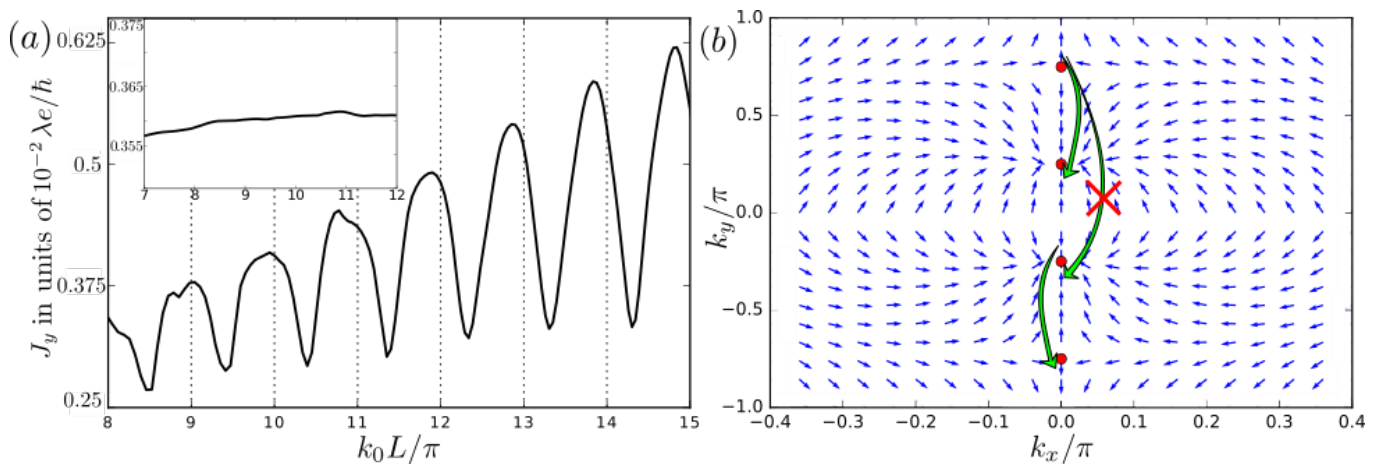 (a)
0.625
0.5
0.375
0.25
J_y in units of 10^{-2} λe/ℏ
8 9 10 11 12 13 14 15
k_0 L/π
0.375
0.365
0.355
7 8 9 10 11 12
(b)
1.0
0.5
0.0
−0.5
−1.0
k_y/π
−0.4 −0.3 −0.2 −0.1 0.0 0.1 0.2 0.3 0.4
k_x/π